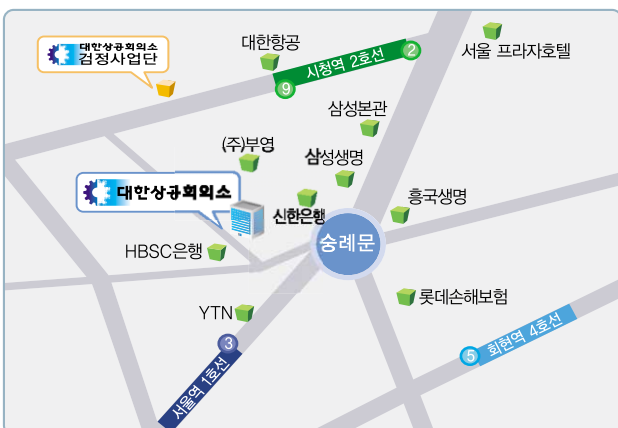 대한상공회의소
검정사업단
대한항공
시청역 2호선
2
9
서울 프라자호텔
삼성본관
(주)부영
삼성생명
대한상공회의소
신한은행
흥국생명
숭례문
HBSC은행
YTN
롯데손해보험
3
서울역 1호선
5
회현역 4호선